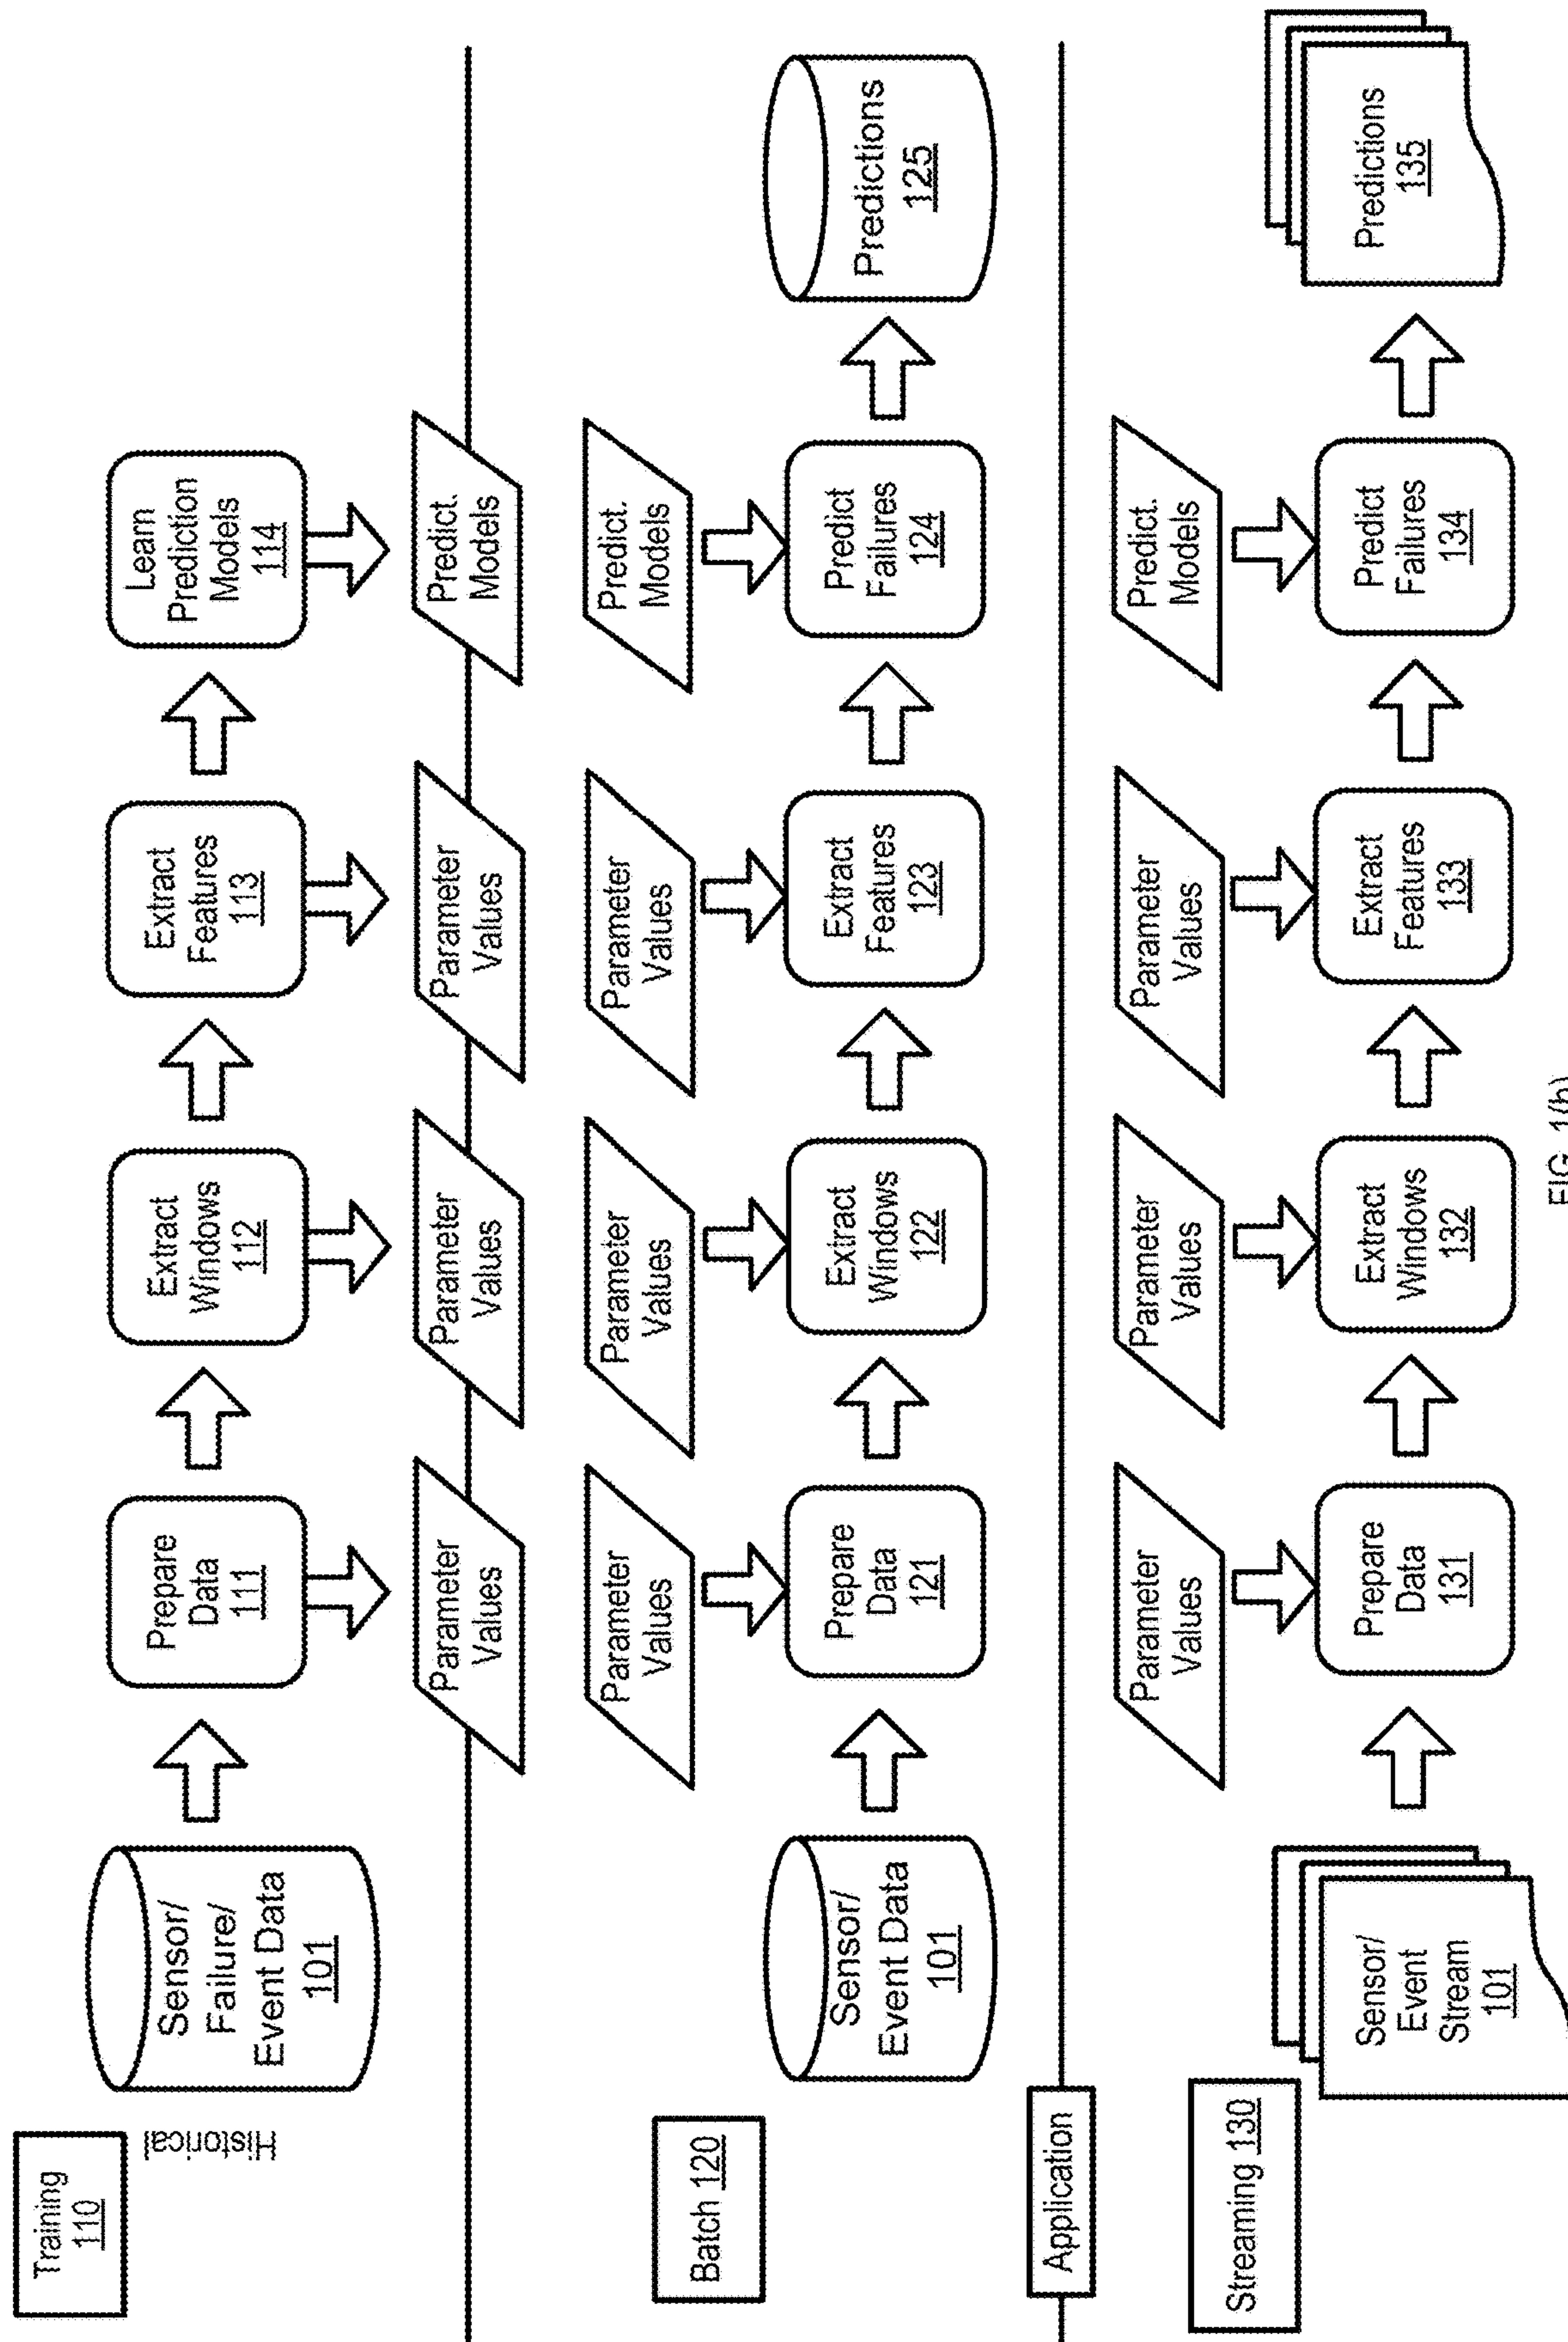 Training
110
Historical
Sensor/
Failure/
Event Data
101
Prepare
Data
111
Extract
Windows
112
Extract
Features
113
Learn
Prediction
Models
114
Parameter
Values
Parameter
Values
Parameter
Values
Predict.
Models
Batch 120
Parameter
Values
Parameter
Values
Parameter
Values
Predict.
Models
Sensor/
Event Data
101
Prepare
Data
121
Extract
Windows
122
Extract
Features
123
Predict
Failures
124
Predictions
125
Application
Streaming 130
Parameter
Values
Parameter
Values
Parameter
Values
Predict.
Models
Sensor/
Event
Stream
101
Prepare
Data
131
Extract
Windows
132
Extract
Features
133
Predict
Failures
134
Predictions
135
FIG. 1(b)